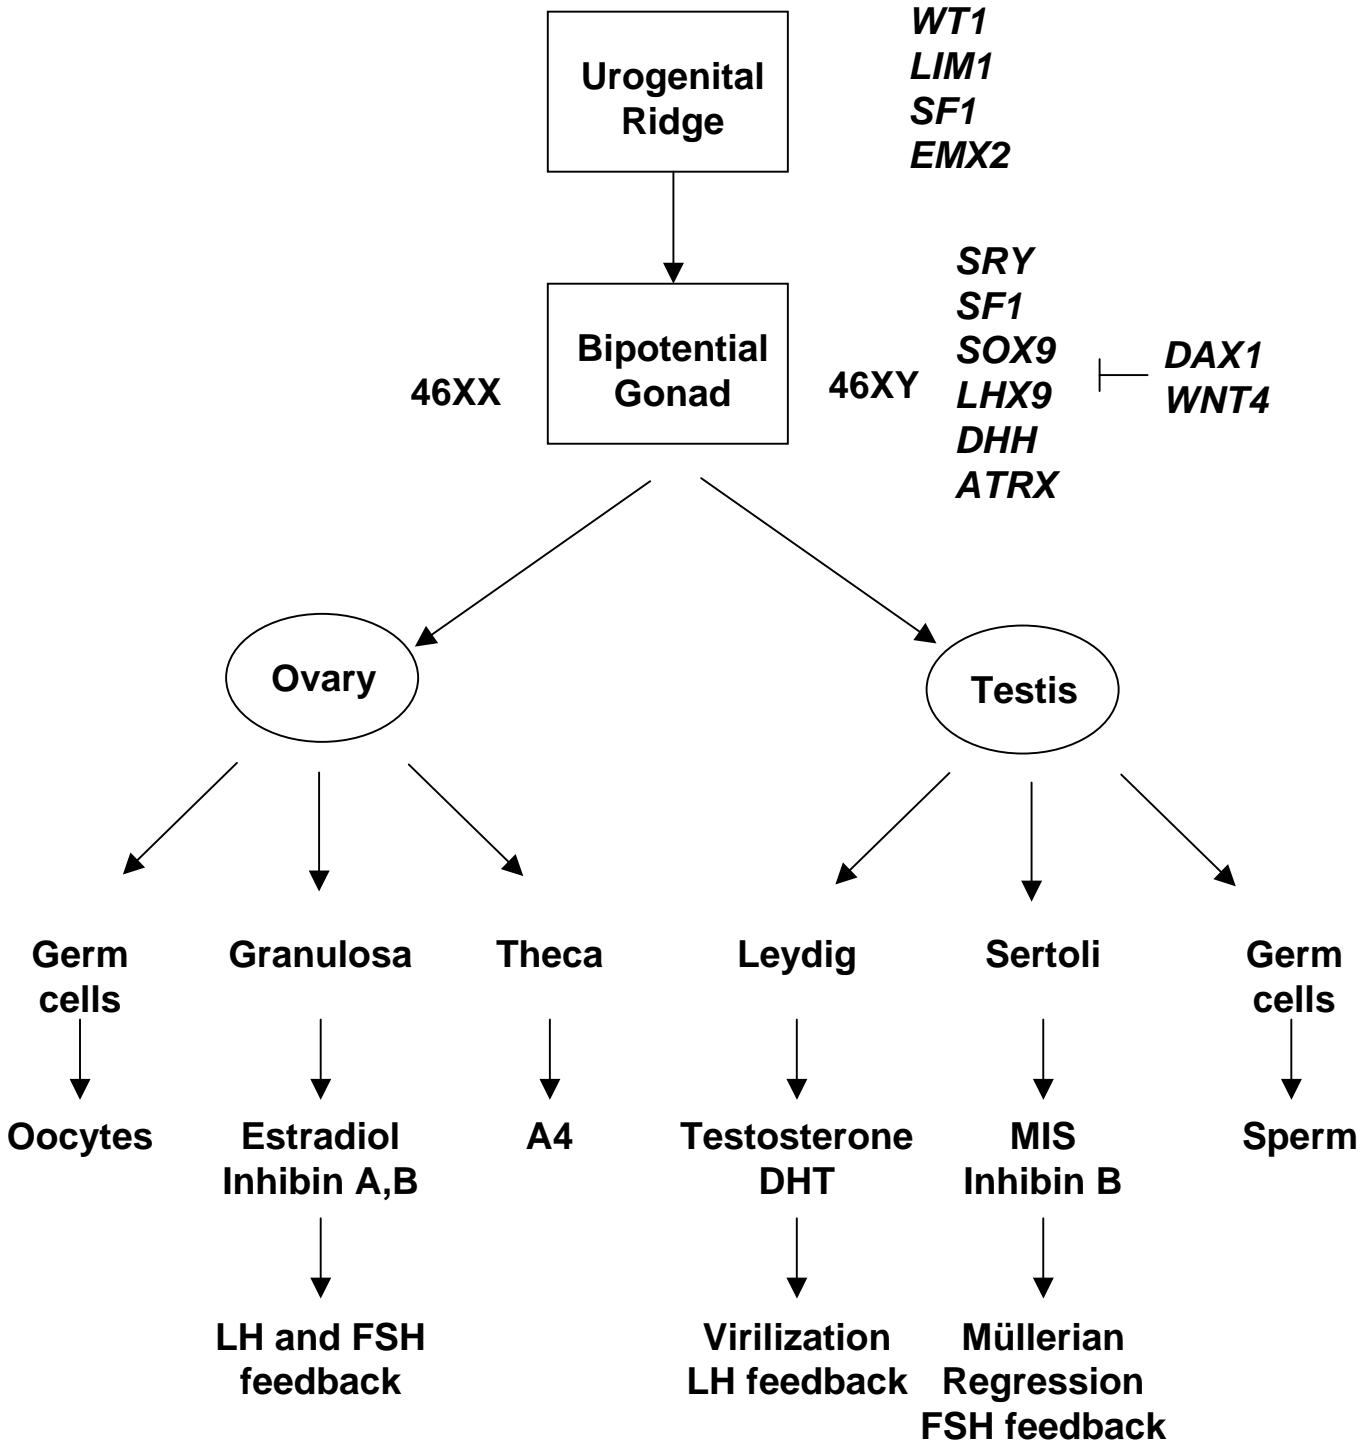 WT1
LIM1
SF1
EMX2
Urogenital
Ridge
SRY
SF1
SOX9
LHX9
DHH
ATRX
DAX1
WNT4
46XX
Bipotential
Gonad
46XY
Ovary
Testis
Germ
cells
Granulosa
Theca
Leydig
Sertoli
Germ
cells
Oocytes
Estradiol
Inhibin A,B
A4
Testosterone
DHT
MIS
Inhibin B
Sperm
LH and FSH
feedback
Virilization
LH feedback
Müllerian
Regression
FSH feedback